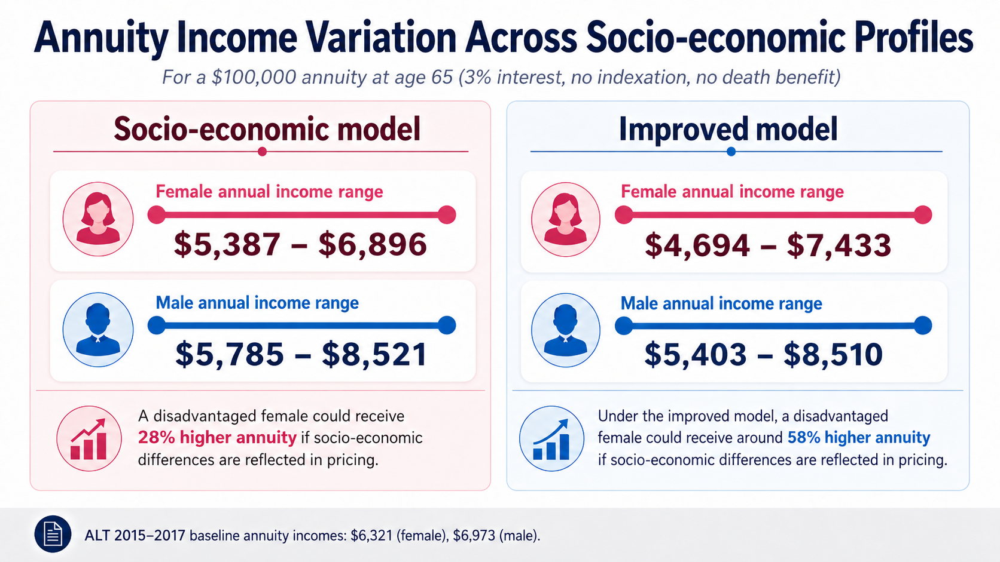 Annuity Income Variation Across Socio-economic Profiles
For a $100,000 annuity at age 65 (3% interest, no indexation, no death benefit)
Socio-economic model
Female annual income range
$5,387 – $6,896
Male annual income range
$5,785 – $8,521
A disadvantaged female could receive
28% higher annuity if socio-economic
differences are reflected in pricing.
Improved model
Female annual income range
$4,694 – $7,433
Male annual income range
$5,403 – $8,510
Under the improved model, a disadvantaged
female could receive around 58% higher annuity
if socio-economic differences are reflected in pricing.
ALT 2015–2017 baseline annuity incomes: $6,321 (female), $6,973 (male).